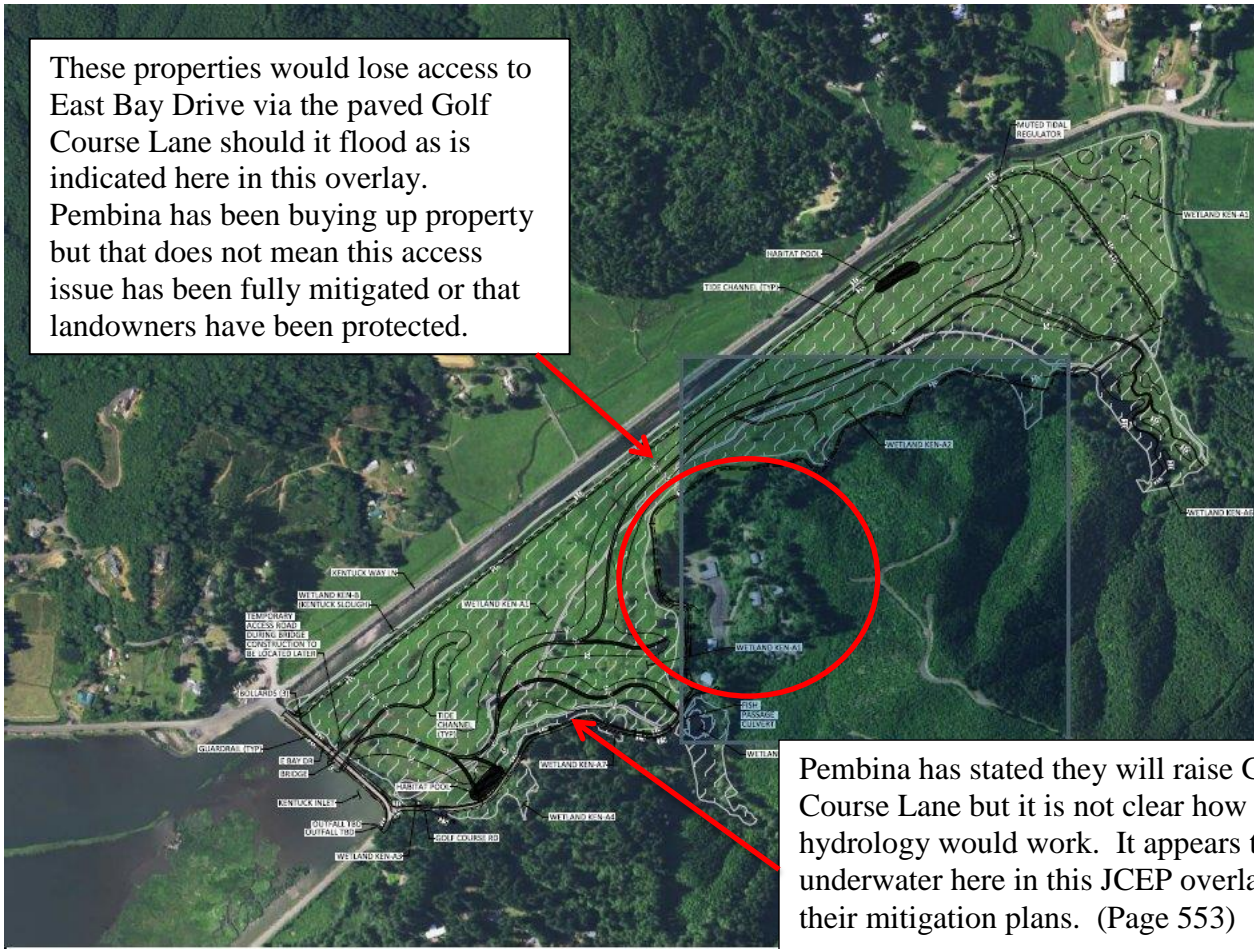 These properties would lose access to
East Bay Drive via the paved Golf
Course Lane should it flood as is
indicated here in this overlay.
Pembina has been buying up property
but that does not mean this access
issue has been fully mitigated or that
landowners have been protected.
MUTED TIDAL
REGULATOR
WETLAND KEN-A1
HABITAT POOL
TIDE CHANNEL (TYP)
WETLAND KEN-A2
WETLAND KEN-A6
KENTUCK WAY LN
WETLAND KEN-B
(KENTUCK SLOUGH)
WETLAND KEN-A1
TEMPORARY
ACCESS ROAD
DURING BRIDGE
CONSTRUCTION TO
BE LOCATED LATER
WETLAND KEN-A1
BOLLARDS (3)
FISH
PASSAGE
CULVERT
TIDE
CHANNEL
(TYP)
GUARDRAIL (TYP)
E BAY DR
BRIDGE
WETLAND KEN-A7
WETLAN
HABITAT POOL
KENTUCK INLET
OUTFALL TBD
OUTFALL TBD
WETLAND KEN-A4
GOLF COURSE RD
WETLAND KEN-A3
Pembina has stated they will raise
Course Lane but it is not clear how
hydrology would work. It appears
underwater here in this JCEP
their mitigation plans. (Page 553)